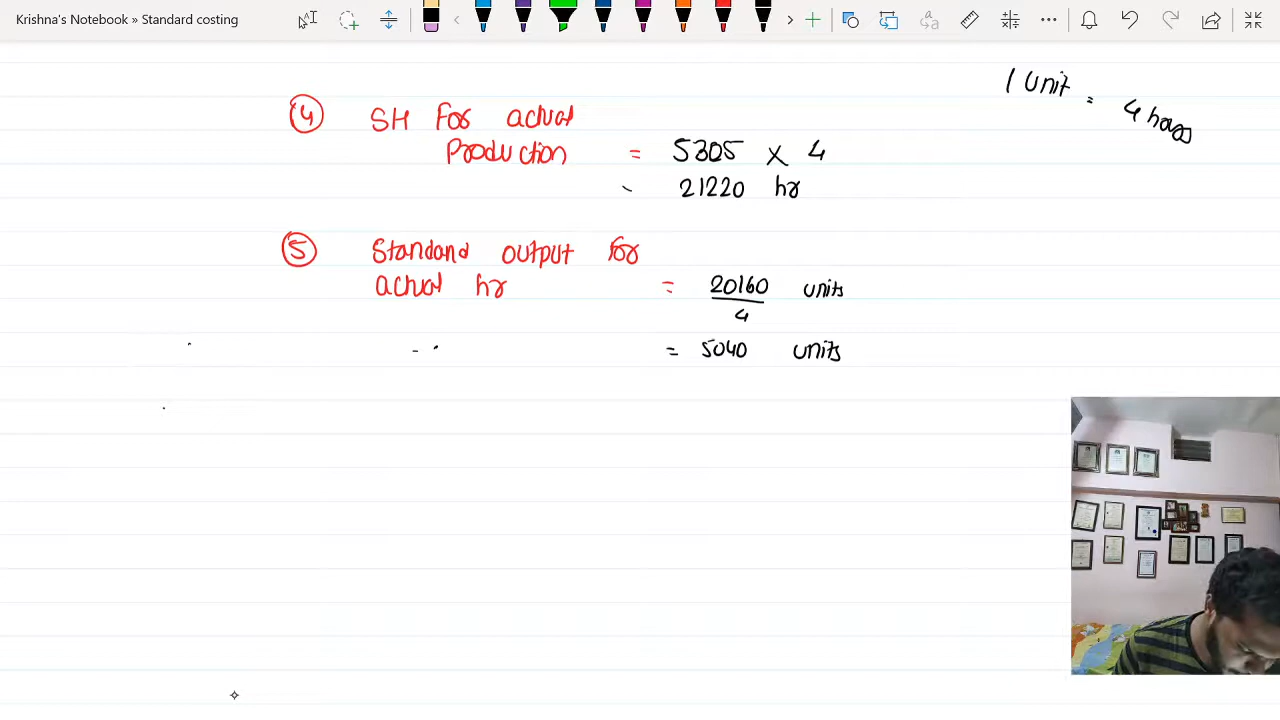 Krishna's Notebook » Standard costing
1 Unit = 4 hours
④ SH For actual
Production = 5305 x 4
21220 hr
⑤ Standard output for
actual hr = 20160 units
4
= 5040 units